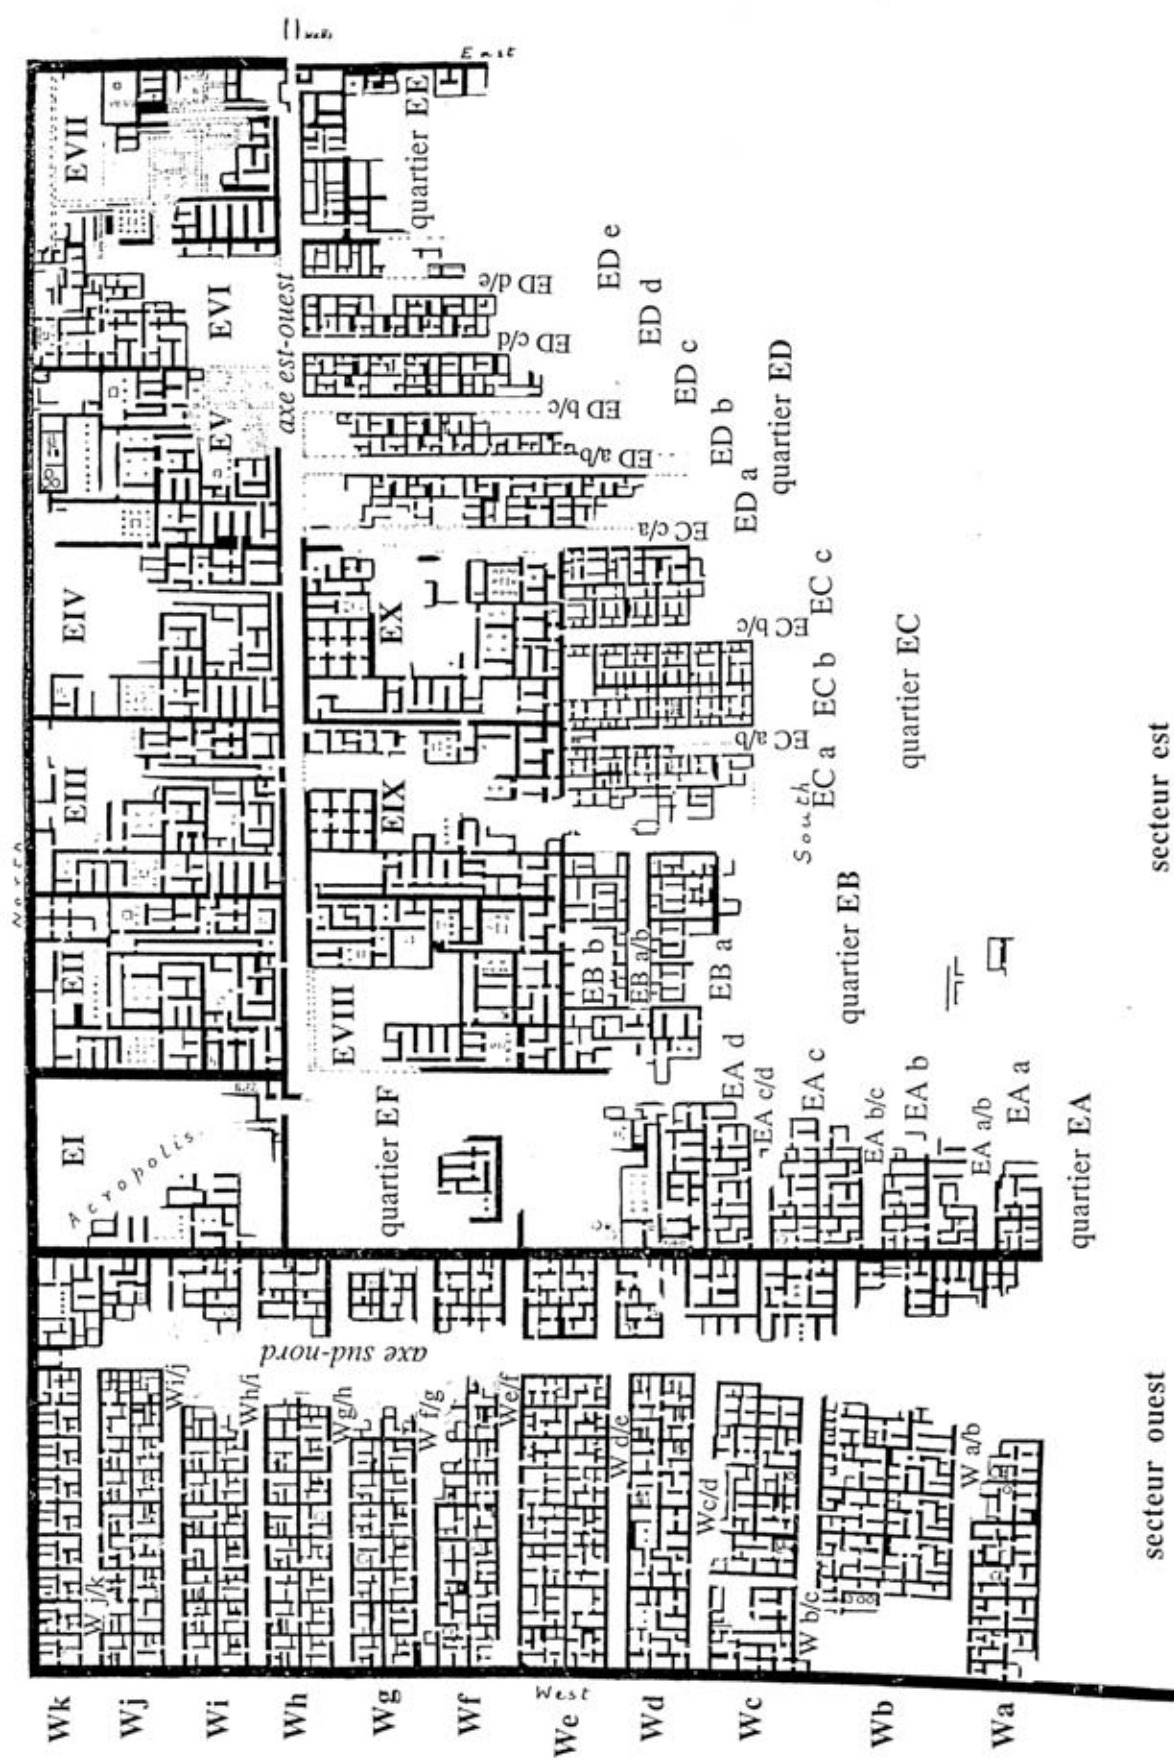 wells
East
North
EVII
quartier EE
EVI
axe est-ouest
ED e
ED d/e
ED d
ED c/d
ED c
ED b/c
EV
ED b
ED a/b
quartier ED
ED a
EC c/a
EIV
EX
EC c
EC b/c
EC b
quartier EC
EC a/b
EC a
South
EIII
EIX
secteur est
quartier EB
EII
EVIII
EB b
EB a/b
EB a
EI
Acropolis
quartier EF
EA d
EA c/d
EA c
EA b/c
EA b
EA a/b
EA a
quartier EA
axe sud-nord
Wi/j
Wh/i
Wg/h
W f/g
We/f
W d/e
Wc/d
W a/b
W j/k
W b/c
secteur ouest
West
Wk
Wj
Wi
Wh
Wg
Wf
We
Wd
Wc
Wb
Wa